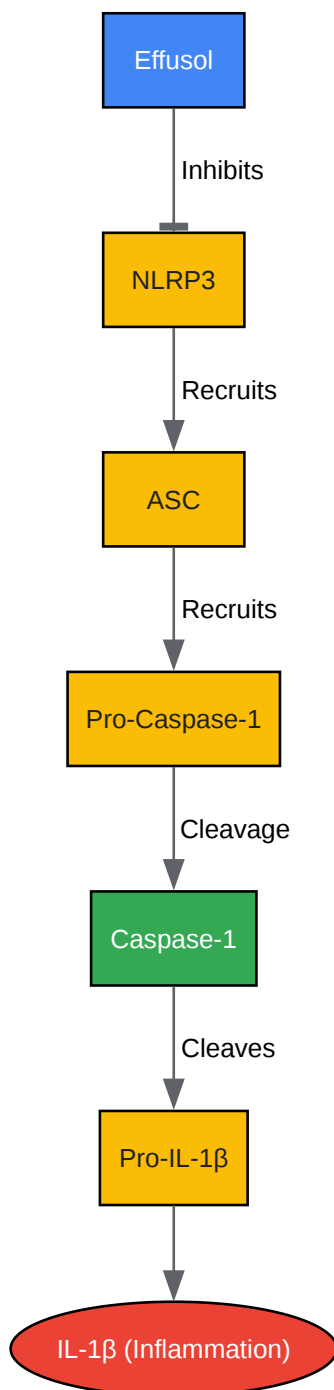 Effusol
Inhibits
NLRP3
Recruits
ASC
Recruits
Pro-Caspase-1
Cleavage
Caspase-1
Cleaves
Pro-IL-1β
IL-1β (Inflammation)